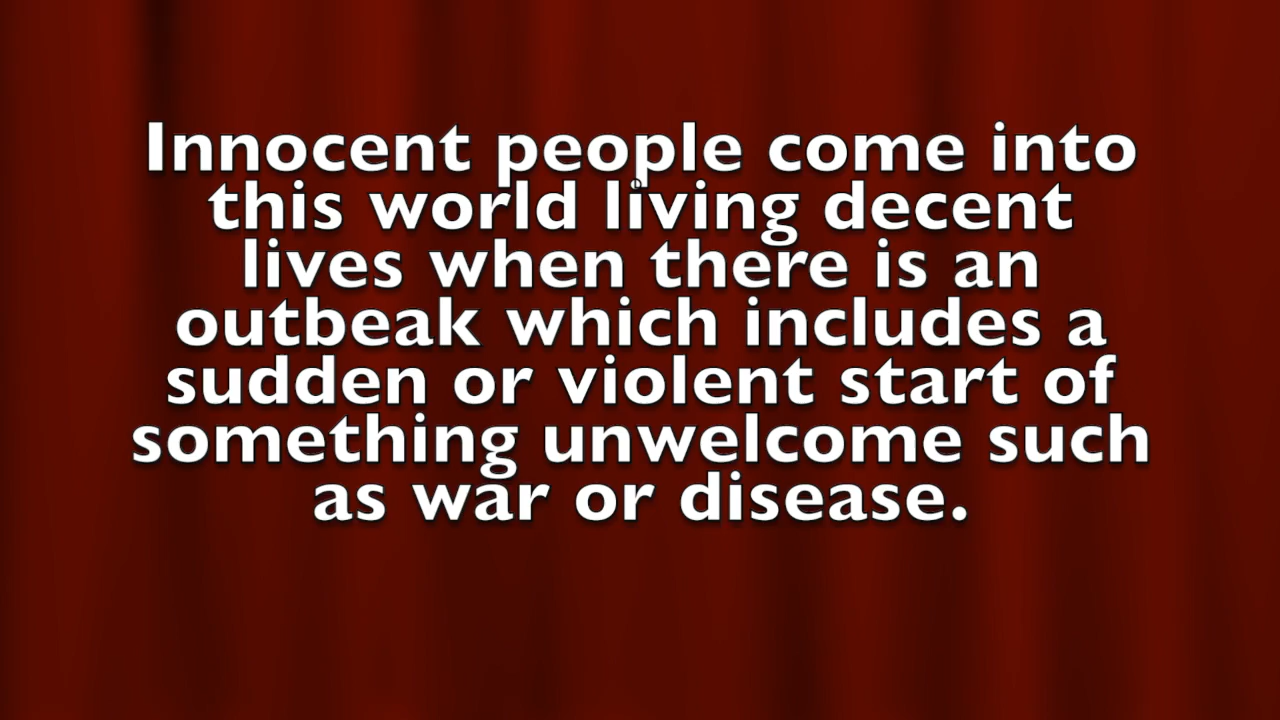 Innocent people come into
this world living decent
lives when there is an
outbeak which includes a
sudden or violent start of
something unwelcome such
as war or disease.